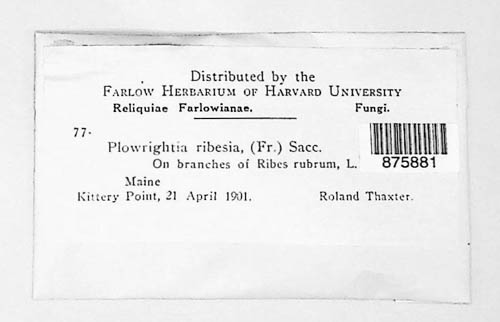 Distributed by the
FARLOW HERBARIUM OF HARVARD UNIVERSITY
Reliquiae Farlowianae. Fungi.
77.
Plowrightia ribesia, (Fr.) Sacc.
On branches of Ribes rubrum, L.
875881
Maine
Kittery Point, 21 April 1901. Roland Thaxter.